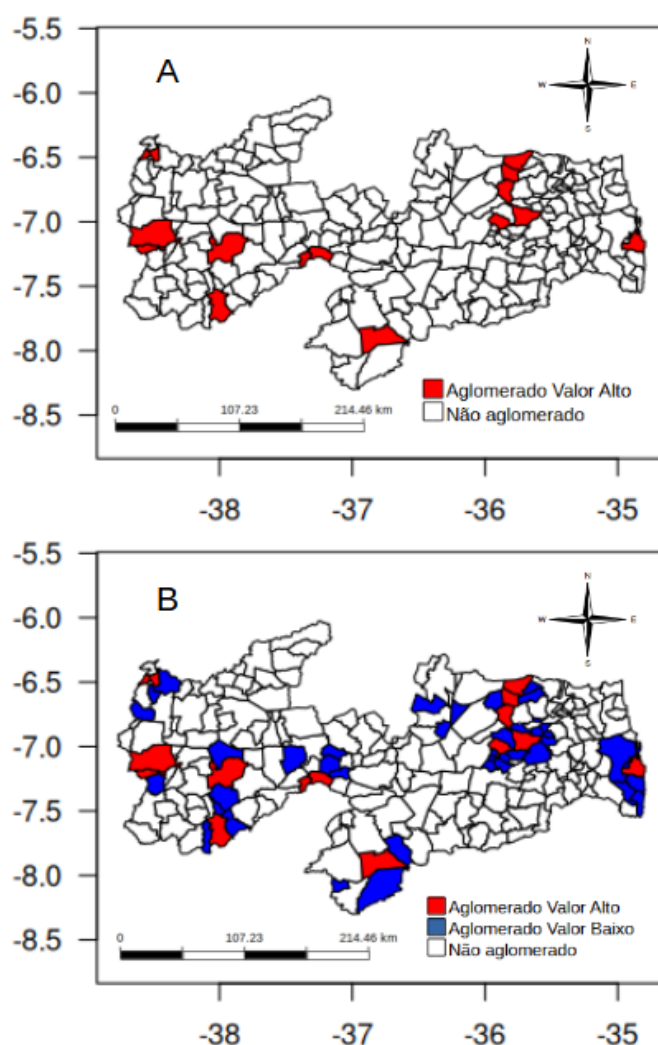 -5.5
A
N
-6.0
W E
S
-6.5
-7.0
-7.5
-8.0
Aglomerado Valor Alto
0 107.23 214.46 km
Não aglomerado
-8.5
-38 -37 -36 -35
-5.5
B
N
-6.0
W E
S
-6.5
-7.0
-7.5
-8.0
Aglomerado Valor Alto
0 107.23 214.46 km
Aglomerado Valor Baixo
Não aglomerado
-8.5
-38 -37 -36 -35